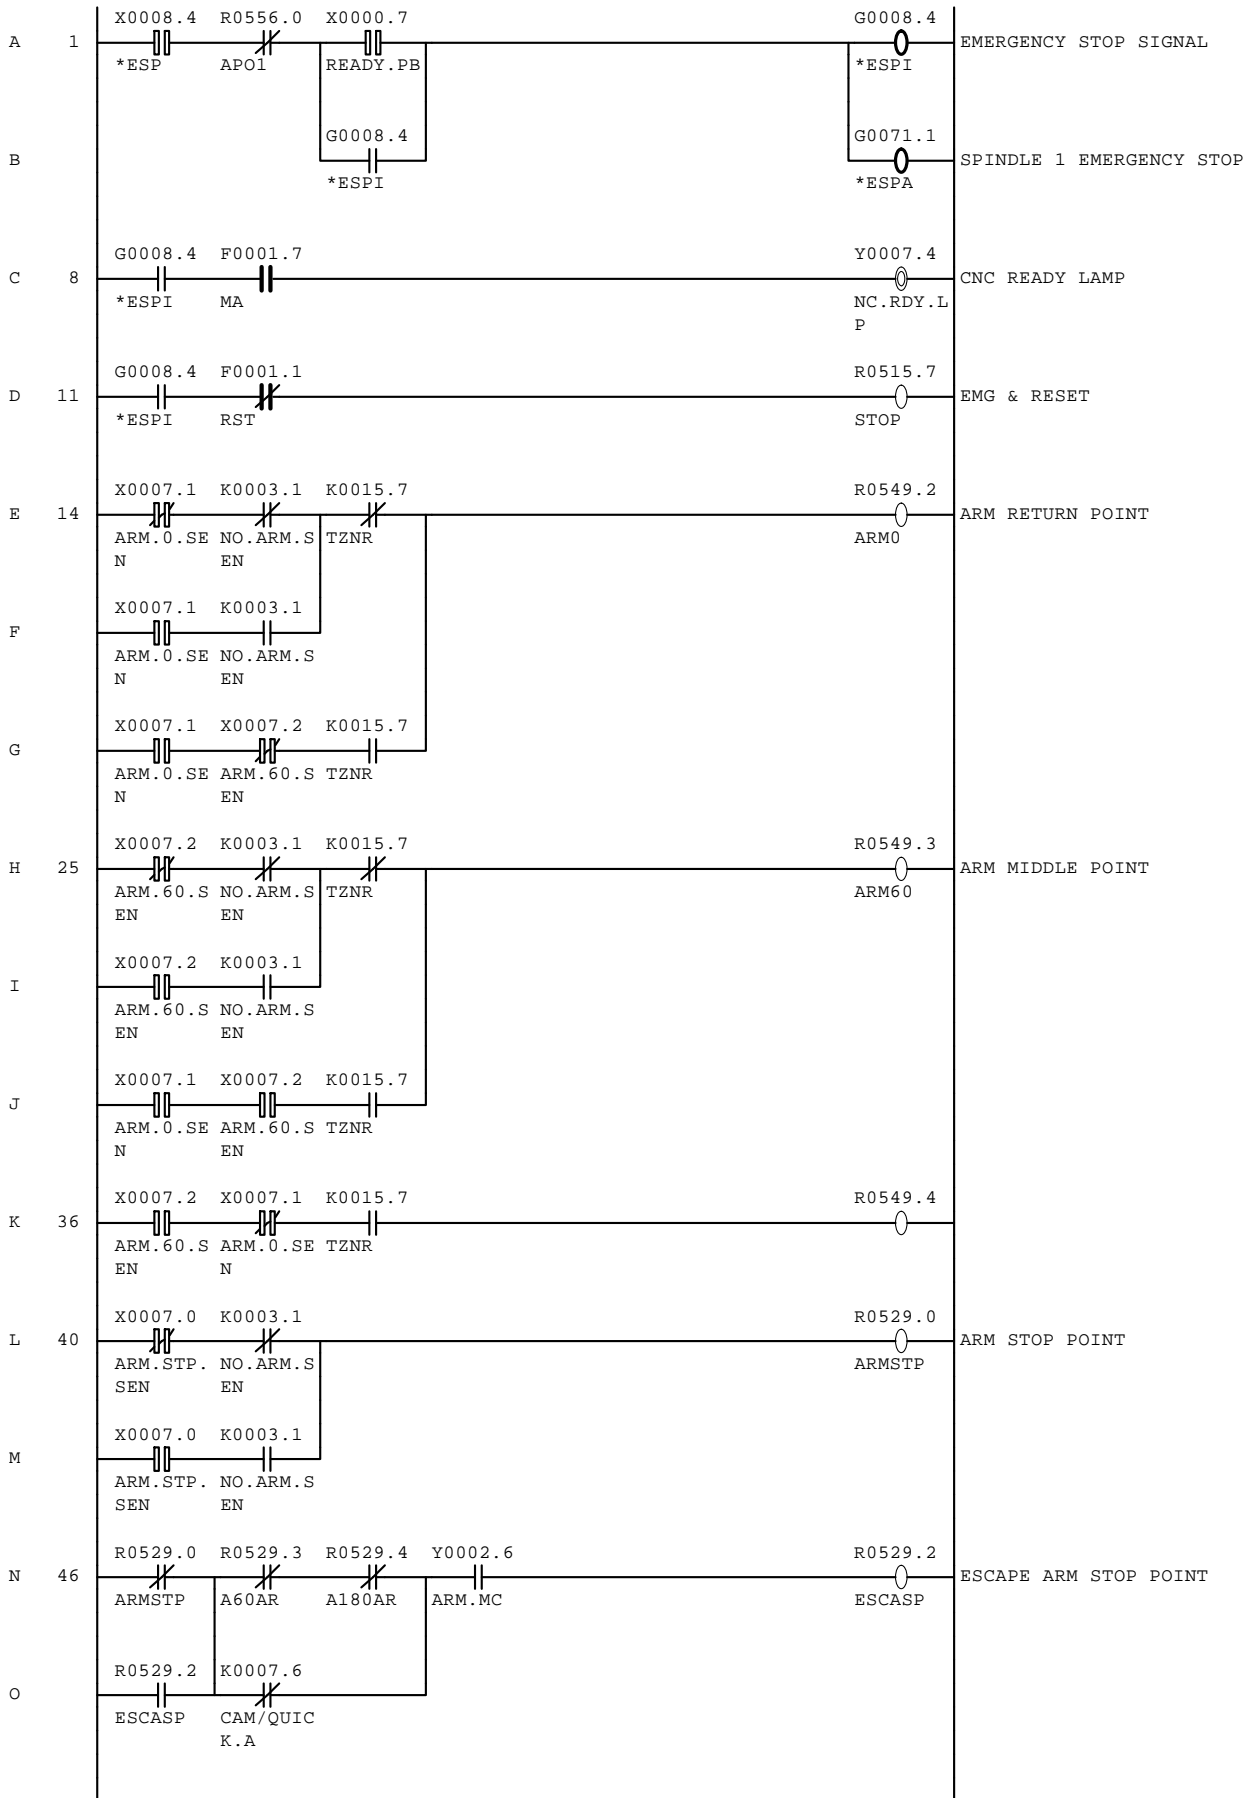 X0008.4 R0556.0 X0000.7 G0008.4
A 1 EMERGENCY STOP SIGNAL
*ESP APO1 READY.PB *ESPI
G0008.4 G0071.1
B SPINDLE 1 EMERGENCY STOP
*ESPI *ESPA
G0008.4 F0001.7 Y0007.4
C 8 CNC READY LAMP
*ESPI MA NC.RDY.L
P
G0008.4 F0001.1 R0515.7
D 11 EMG & RESET
*ESPI RST STOP
X0007.1 K0003.1 K0015.7 R0549.2
E 14 ARM RETURN POINT
ARM.0.SE NO.ARM.S TZNR ARM0
N EN
X0007.1 K0003.1
F
ARM.0.SE NO.ARM.S
N EN
X0007.1 X0007.2 K0015.7
G
ARM.0.SE ARM.60.S TZNR
N EN
X0007.2 K0003.1 K0015.7 R0549.3
H 25 ARM MIDDLE POINT
ARM.60.S NO.ARM.S TZNR ARM60
EN EN
X0007.2 K0003.1
I
ARM.60.S NO.ARM.S
EN EN
X0007.1 X0007.2 K0015.7
J
ARM.0.SE ARM.60.S TZNR
N EN
X0007.2 X0007.1 K0015.7 R0549.4
K 36
ARM.60.S ARM.0.SE TZNR
EN N
X0007.0 K0003.1 R0529.0
L 40 ARM STOP POINT
ARM.STP. NO.ARM.S ARMSTP
SEN EN
X0007.0 K0003.1
M
ARM.STP. NO.ARM.S
SEN EN
R0529.0 R0529.3 R0529.4 Y0002.6 R0529.2
N 46 ESCAPE ARM STOP POINT
ARMSTP A60AR A180AR ARM.MC ESCASP
R0529.2 K0007.6
O
ESCASP CAM/QUIC
K.A